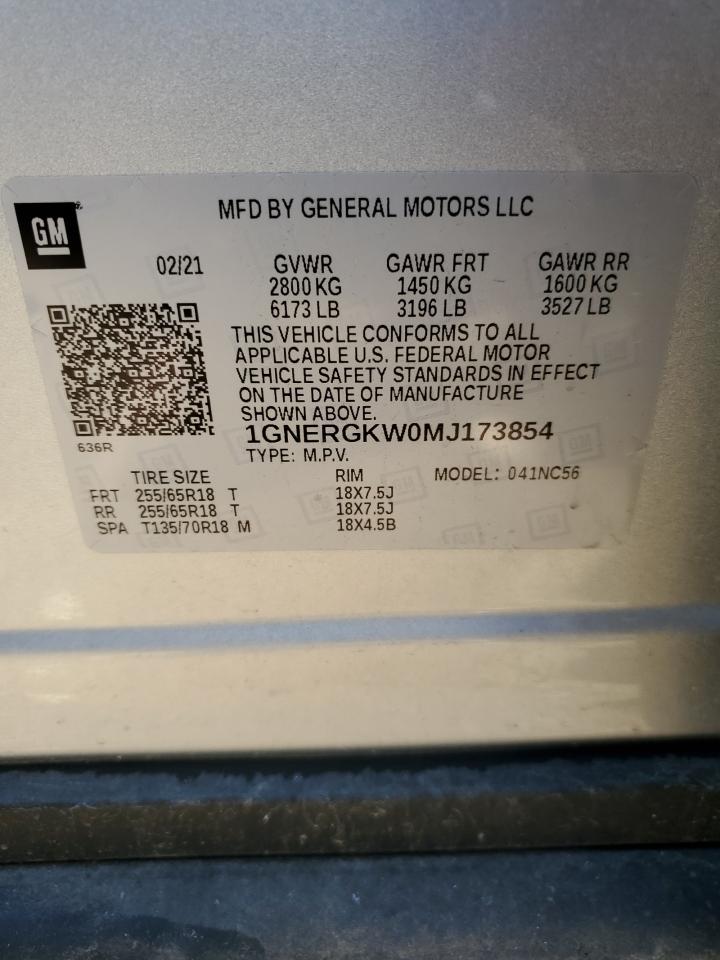 GM
MFD BY GENERAL MOTORS LLC
02/21 GVWR GAWR FRT GAWR RR
2800 KG 1450 KG 1600 KG
6173 LB 3196 LB 3527 LB
THIS VEHICLE CONFORMS TO ALL
APPLICABLE U.S. FEDERAL MOTOR
VEHICLE SAFETY STANDARDS IN EFFECT
ON THE DATE OF MANUFACTURE
SHOWN ABOVE.
1GNERGKW0MJ173854
636R
TYPE: M.P.V.
TIRE SIZE RIM MODEL: 041NC56
FRT 255/65R18 T 18X7.5J
RR 255/65R18 T 18X7.5J
SPA T135/70R18 M 18X4.5B